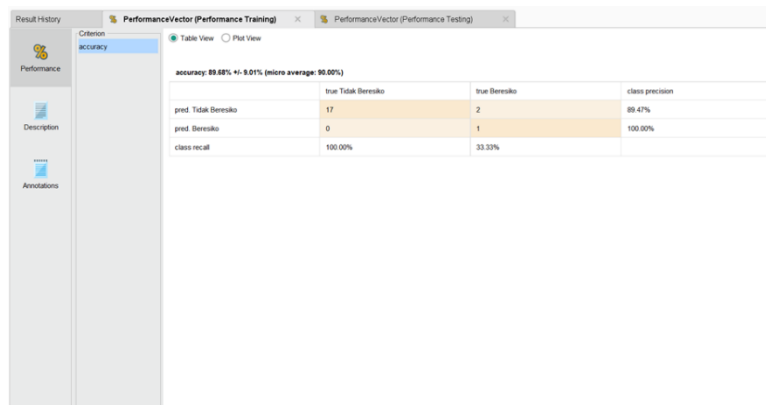 Result History
PerformanceVector (Performance Training)
PerformanceVector (Performance Testing)
Performance
Description
Annotations
Criterion
accuracy
Table View Plot View
accuracy: 89.68% +/- 9.01% (micro average: 90.00%)
true Tidak Beresiko true Beresiko class precision
pred. Tidak Beresiko 17 2 89.47%
pred. Beresiko 0 1 100.00%
class recall 100.00% 33.33%